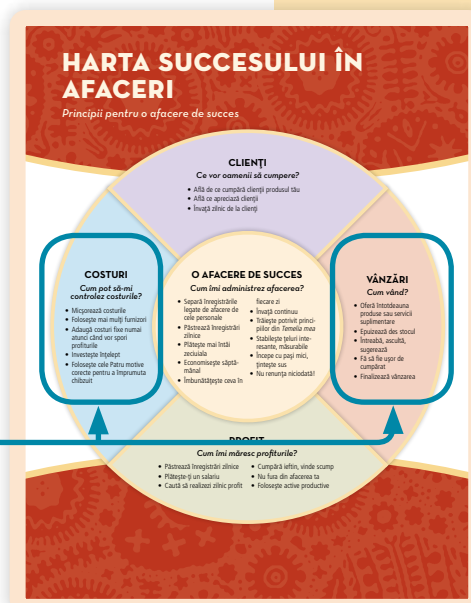 HARTA SUCCESULUI ÎN
AFACERI
Principii pentru o afacere de succes
CLIENȚI
Ce vor oamenii să cumpere?
• Află de ce cumpără clienții produsul tău
• Află ce apreciază clienții
• Învață zilnic de la clienți
COSTURI
Cum pot să-mi
controlez costurile?
• Micșorează costurile
• Folosește mai mulți furnizori
• Adaugă costuri fixe numai
atunci când vor spori
profiturile
• Investește înțelept
• Folosește cele Patru motive
corecte pentru a împrumuta
chibzuit
O AFACERE DE SUCCES
Cum îmi administrez afacerea?
• Separă înregistrările
legate de afacere de
cele personale
• Păstrează înregistrări
zilnice
• Plătește mai întâi
zeciuiala
• Economisește săptă-
mânal
• Îmbunătățește ceva în
fiecare zi
• Învață continuu
• Trăiește potrivit princi-
piilor din Temelia mea
• Stabilește țeluri inte-
resante, măsurabile
• Începe cu pași mici,
țintește sus
• Nu renunța niciodată!
VÂNZĂRI
Cum vând?
• Oferă întotdeauna
produse sau servicii
suplimentare
• Epuizează des stocul
• Întreabă, ascultă,
sugerează
• Fă să fie ușor de
cumpărat
• Finalizează vânzarea
PROFIT
Cum îmi măresc profiturile?
• Păstrează înregistrări zilnice
• Plătește-ți un salariu
• Caută să realizezi zilnic profit
• Cumpără ieftin, vinde scump
• Nu fura din afacerea ta
• Folosește active productive